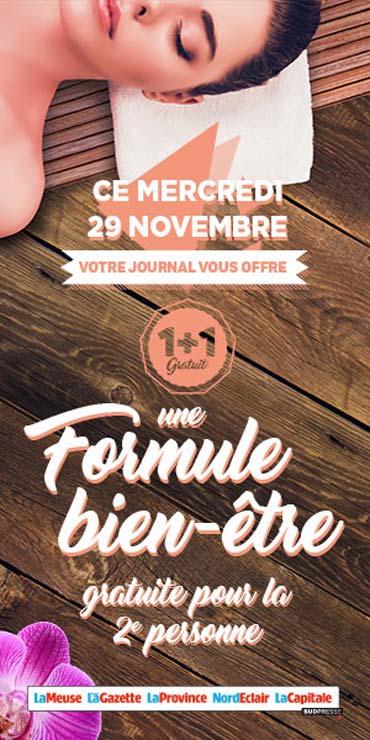 CE MERCREDI
29 NOVEMBRE
VOTRE JOURNAL VOUS OFFRE
1+1
Gratuit
une
Formule
bien-être
gratuite pour la
2e personne
LaMeuse LaGazette LaProvince NordEclair LaCapitale
SUDPRESSE